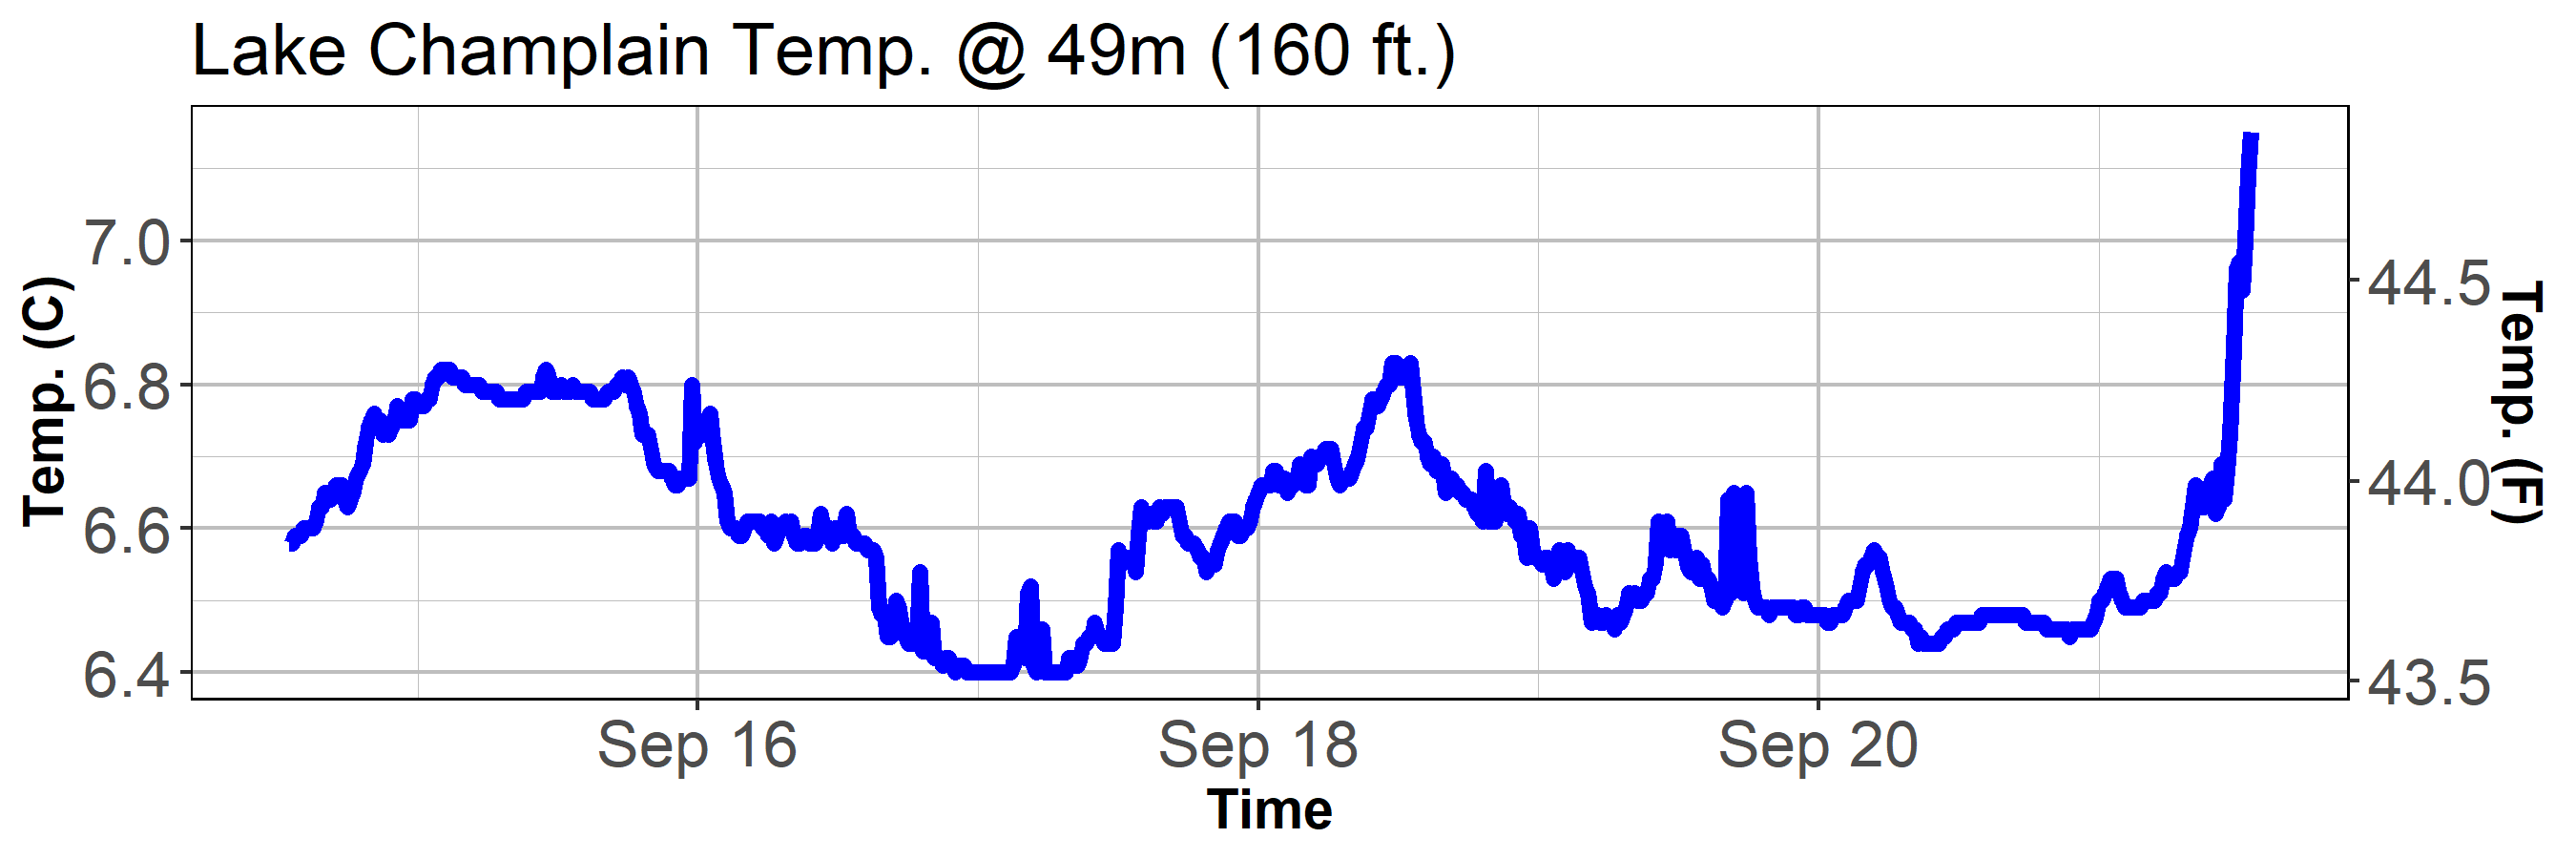 Lake Champlain Temp. @ 49m (160 ft.)
Temp. (C)
7.0
6.8
6.6
6.4
44.5
44.0
43.5
Temp. (F)
Sep 16
Sep 18
Sep 20
Time